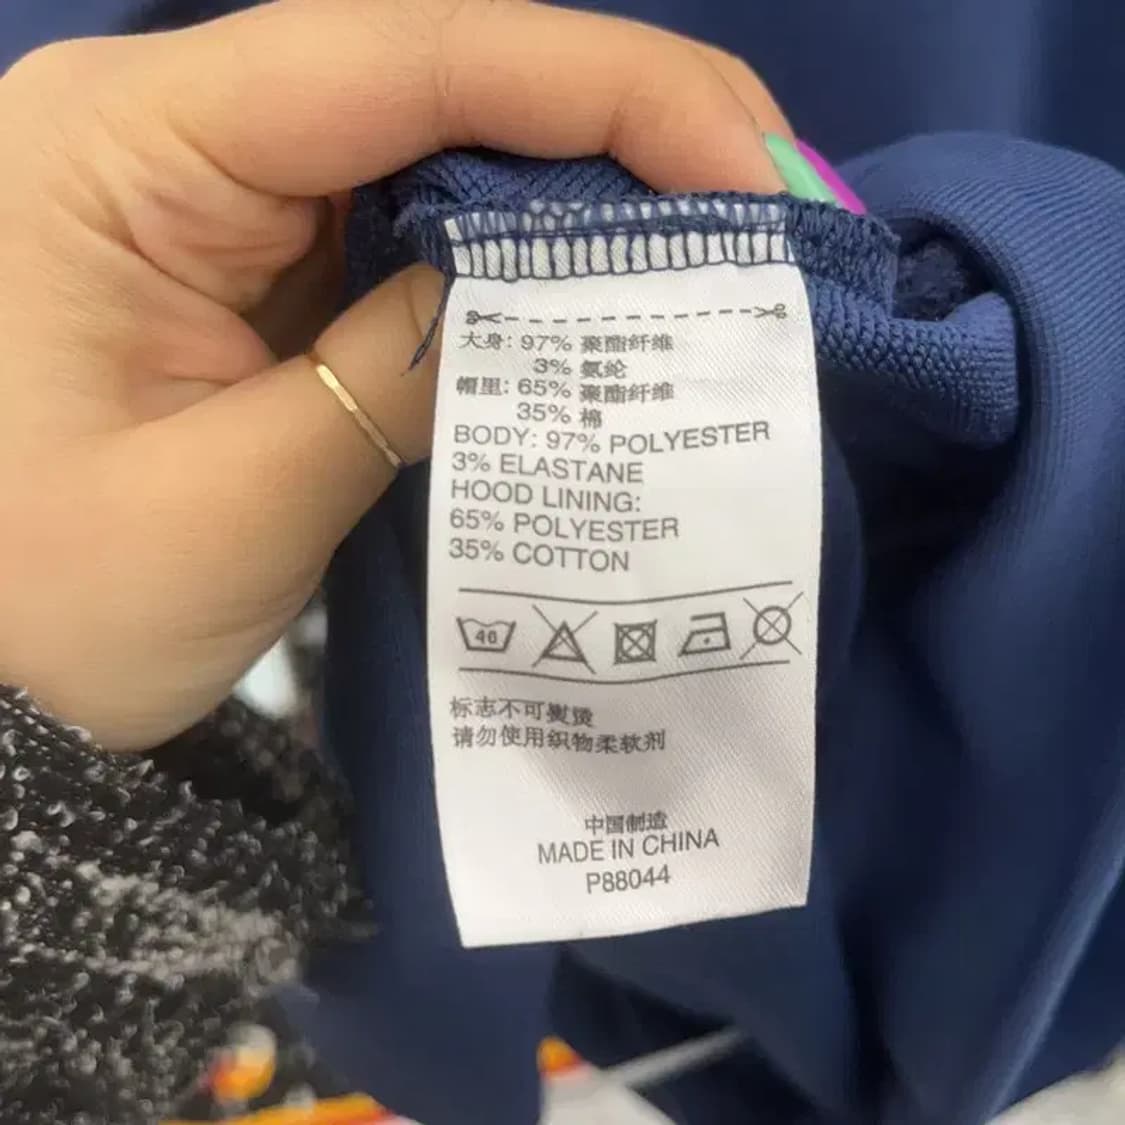 大身: 97% 聚酯纤维
3% 氨纶
帽里: 65% 聚酯纤维
35% 棉
BODY: 97% POLYESTER
3% ELASTANE
HOOD LINING:
65% POLYESTER
35% COTTON
40
标志不可熨烫
请勿使用织物柔软剂
中国制造
MADE IN CHINA
P88044